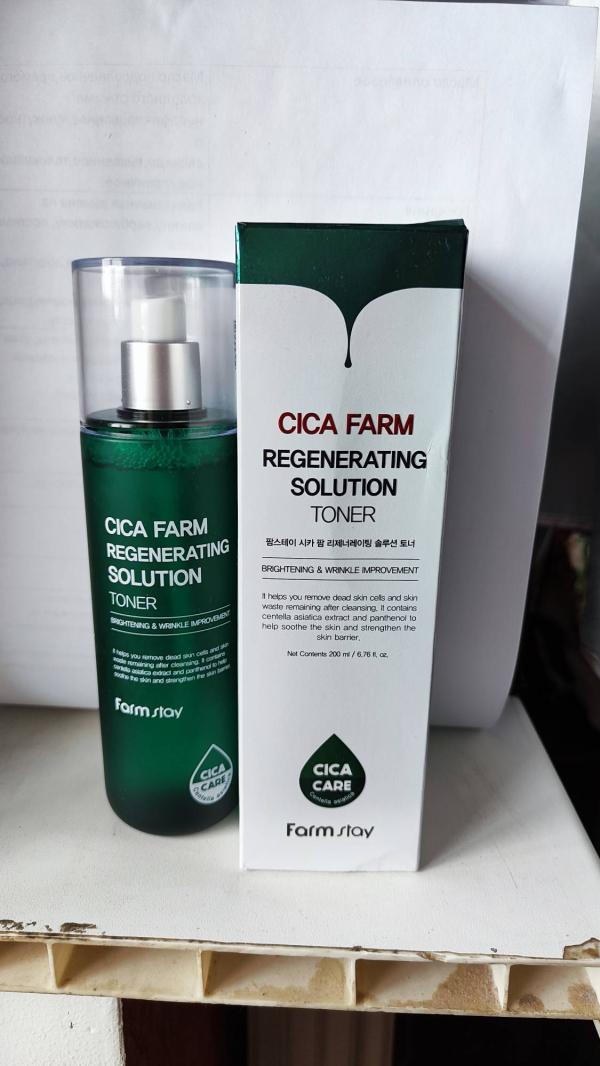 CICA FARM
REGENERATING
SOLUTION
TONER
BRIGHTENING & WRINKLE IMPROVEMENT
It helps you remove dead skin cells and skin
waste remaining after cleansing. It contains
centella asiatica extract and panthenol to help
soothe the skin and strengthen the skin barrier.
Farmstay
CICA
CARE
Centella
CICA FARM
REGENERATING
SOLUTION
TONER
팜스테이 시카 팜 리제너레이팅 솔루션 토너
BRIGHTENING & WRINKLE IMPROVEMENT
It helps you remove dead skin cells and skin
waste remaining after cleansing. It contains
centella asiatica extract and panthenol to
help soothe the skin and strengthen the
skin barrier.
Net Contents 200 ml / 6.76 fl. oz.
CICA
CARE
Centella asiatica
Farmstay